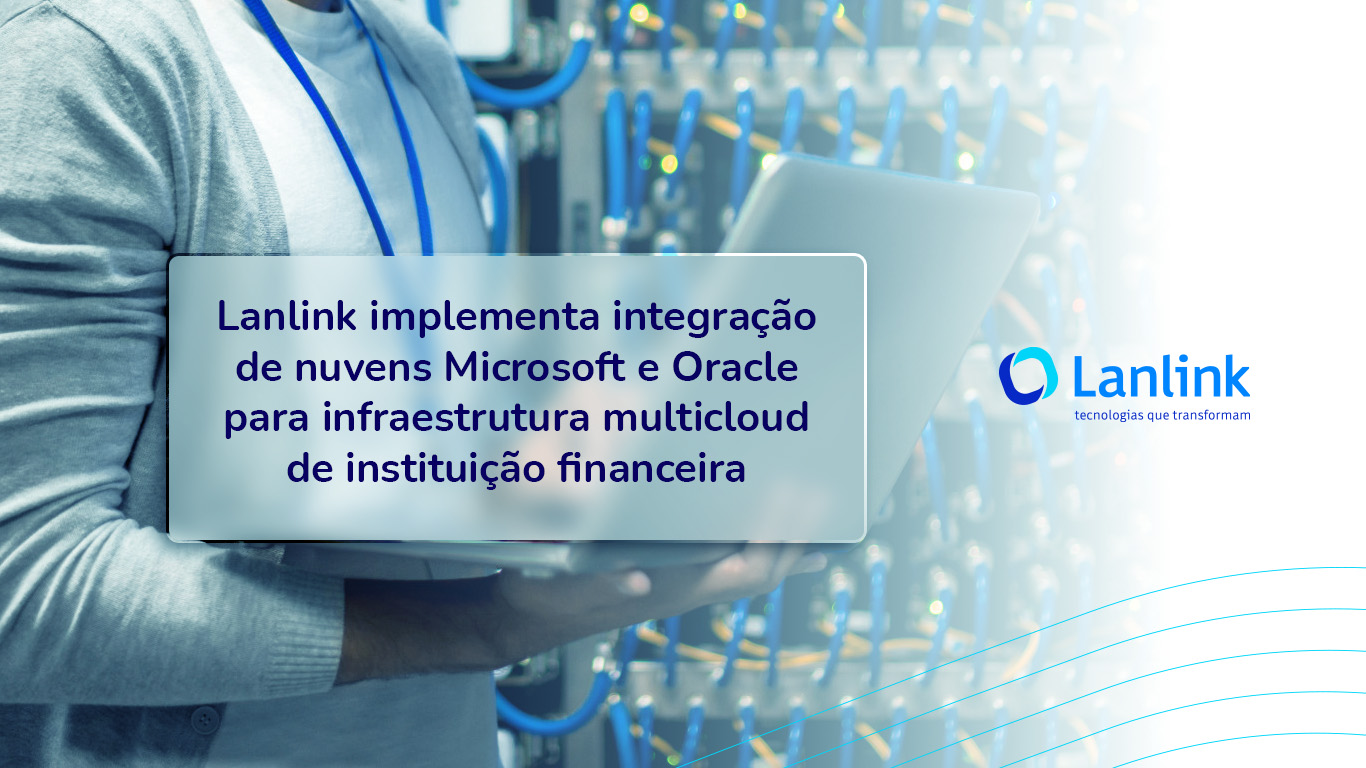 Lanlink implementa integração
de nuvens Microsoft e Oracle
para infraestrutura multicloud
de instituição financeira
Lanlink
tecnologias que transformam